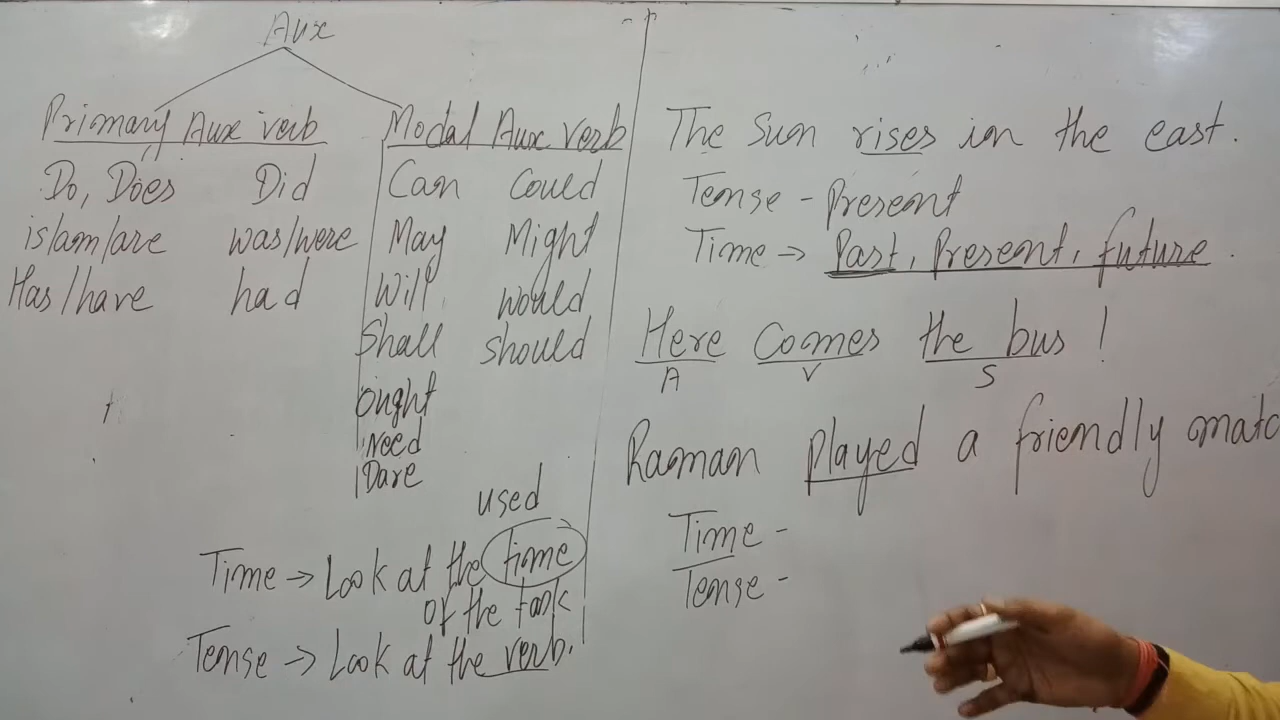 Aux
Primary Aux verb
Do, Does Did
is/am/are was/were
Has/have had
Modal Aux Verb
Can Could
May Might
Will would
Shall should
ought
Need
Dare
used
Time → Look at the time
of the task
Tense → Look at the verb.
The Sun rises in the east.
Tense - Present
Time → Past, Present, future.
Here Comes the bus!
A V S
Raman played a friendly matc
Time -
Tense -